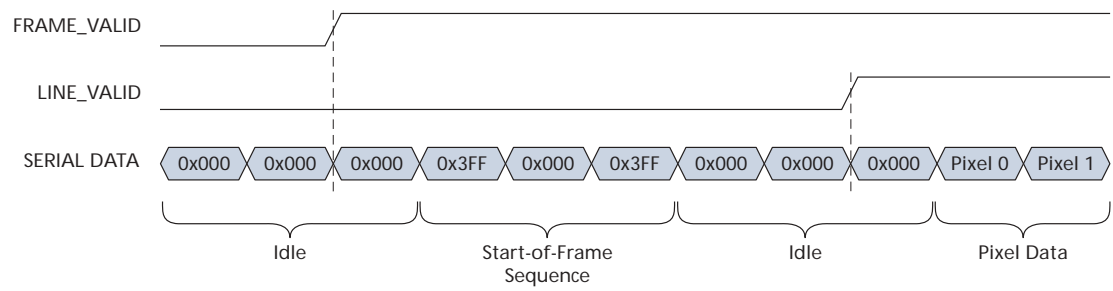 FRAME_VALID
LINE_VALID
SERIAL DATA 0x000 0x000 0x000 0x3FF 0x000 0x3FF 0x000 0x000 0x000 Pixel 0 Pixel 1
Idle Start-of-Frame Idle Pixel Data
Sequence